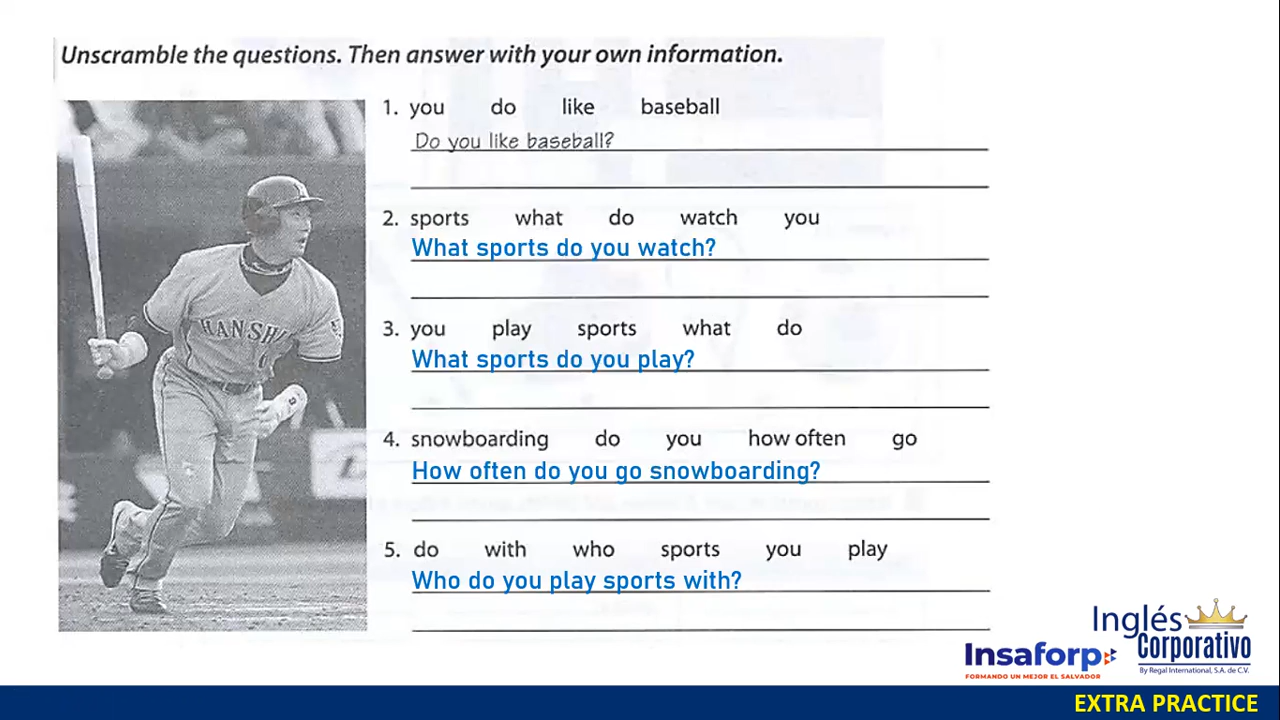 Unscramble the questions. Then answer with your own information.
1. you do like baseball
Do you like baseball?
2. sports what do watch you
What sports do you watch?
3. you play sports what do
What sports do you play?
4. snowboarding do you how often go
How often do you go snowboarding?
5. do with who sports you play
Who do you play sports with?
HANSHI
Inglés
Corporativo
By Regal International, S.A. de C.V.
Insaforp
FORMANDO UN MEJOR EL SALVADOR
EXTRA PRACTICE